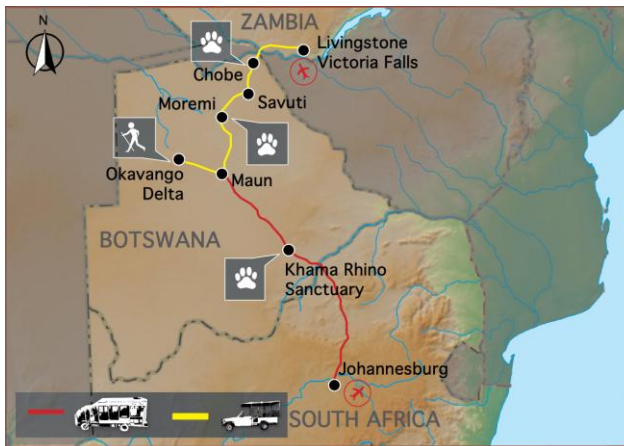 ZAMBIA
N
Livingstone
Victoria Falls
Chobe
Savuti
Moremi
Okavango
Delta
Maun
BOTSWANA
Khama Rhino
Sanctuary
Johannesburg
SOUTH AFRICA